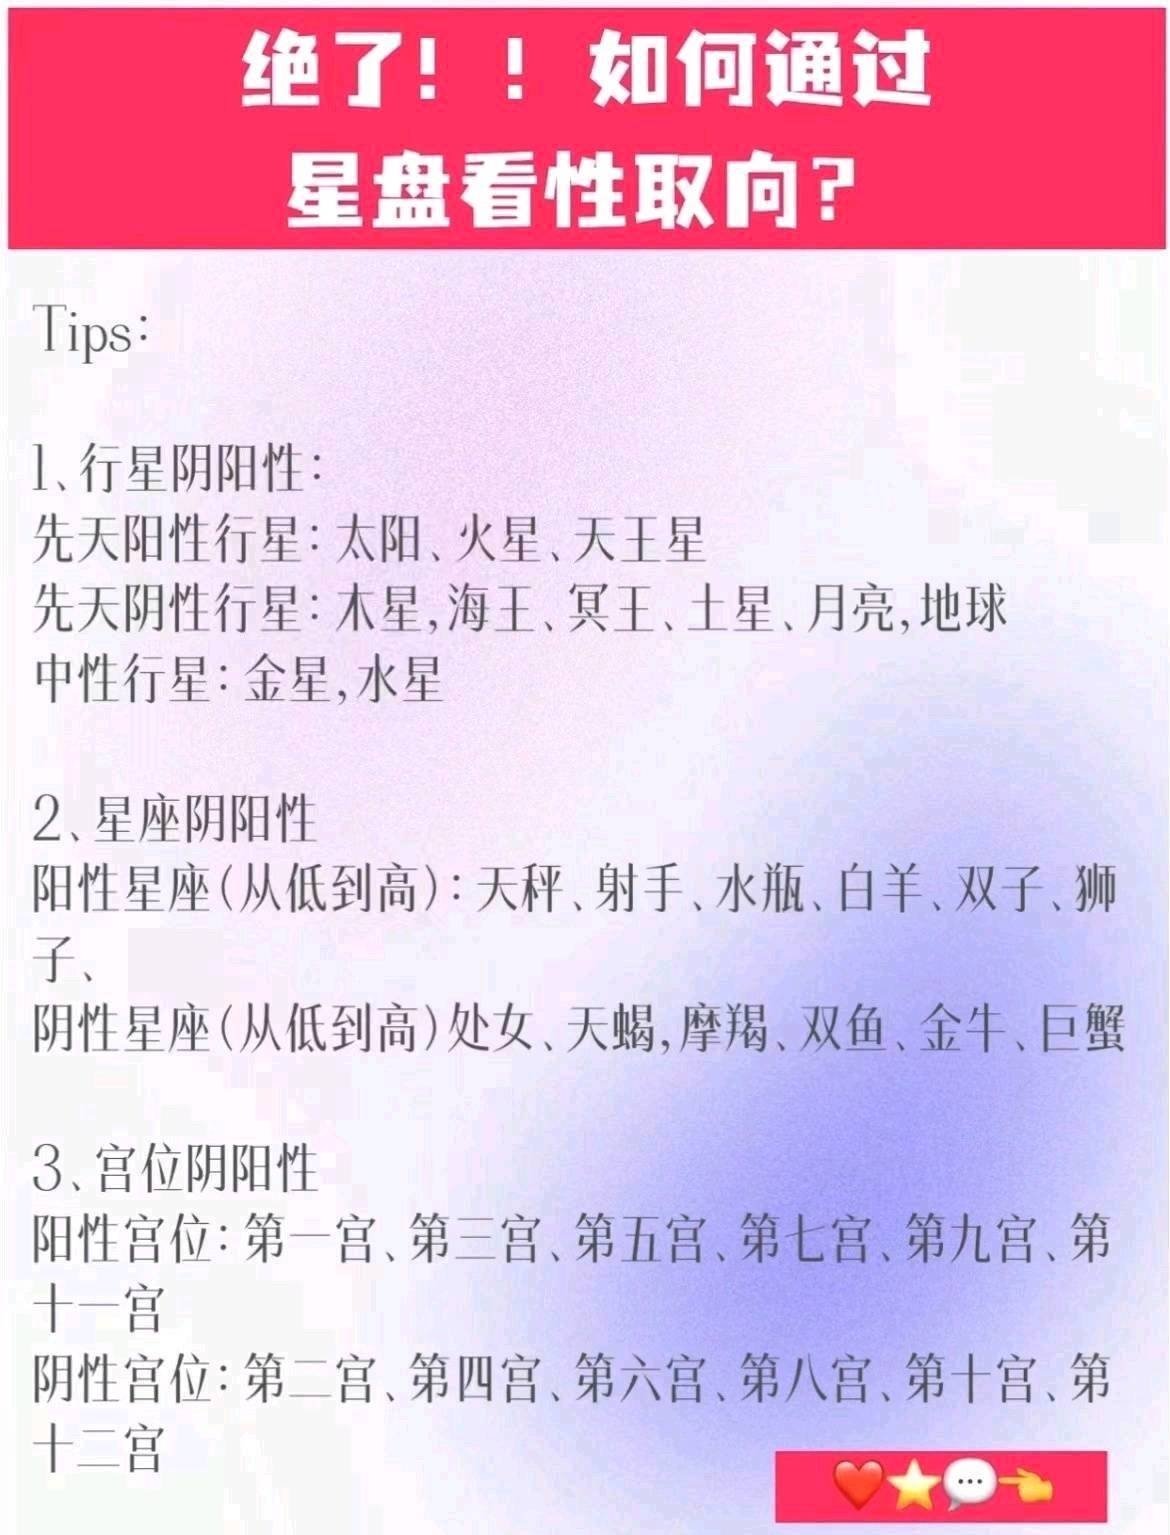 绝了！！如何通过
星盘看性取向？
Tips：
1、行星阴阳性：
先天阳性行星：太阳、火星、天王星
先天阴性行星：木星,海王、冥王、土星、月亮,地球
中性行星：金星,水星
2、星座阴阳性
阳性星座(从低到高)：天秤、射手、水瓶、白羊、双子、狮
子、
阴性星座(从低到高)处女、天蝎,摩羯、双鱼、金牛、巨蟹
3、宫位阴阳性
阳性宫位：第一宫、第三宫、第五宫、第七宫、第九宫、第
十一宫
阴性宫位：第二宫、第四宫、第六宫、第八宫、第十宫、第
十二宫